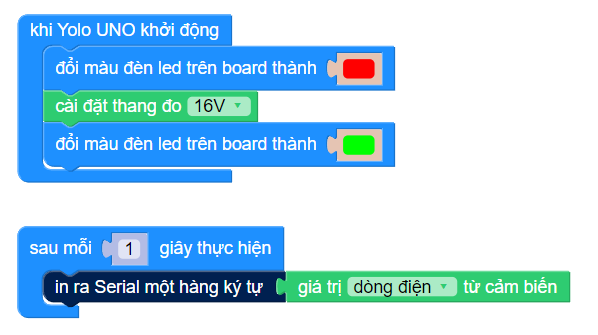 khi Yolo UNO khởi động
đổi màu đèn led trên board thành
cài đặt thang đo 16V
đổi màu đèn led trên board thành
sau mỗi 1 giây thực hiện
in ra Serial một hàng ký tự giá trị dòng điện từ cảm biến